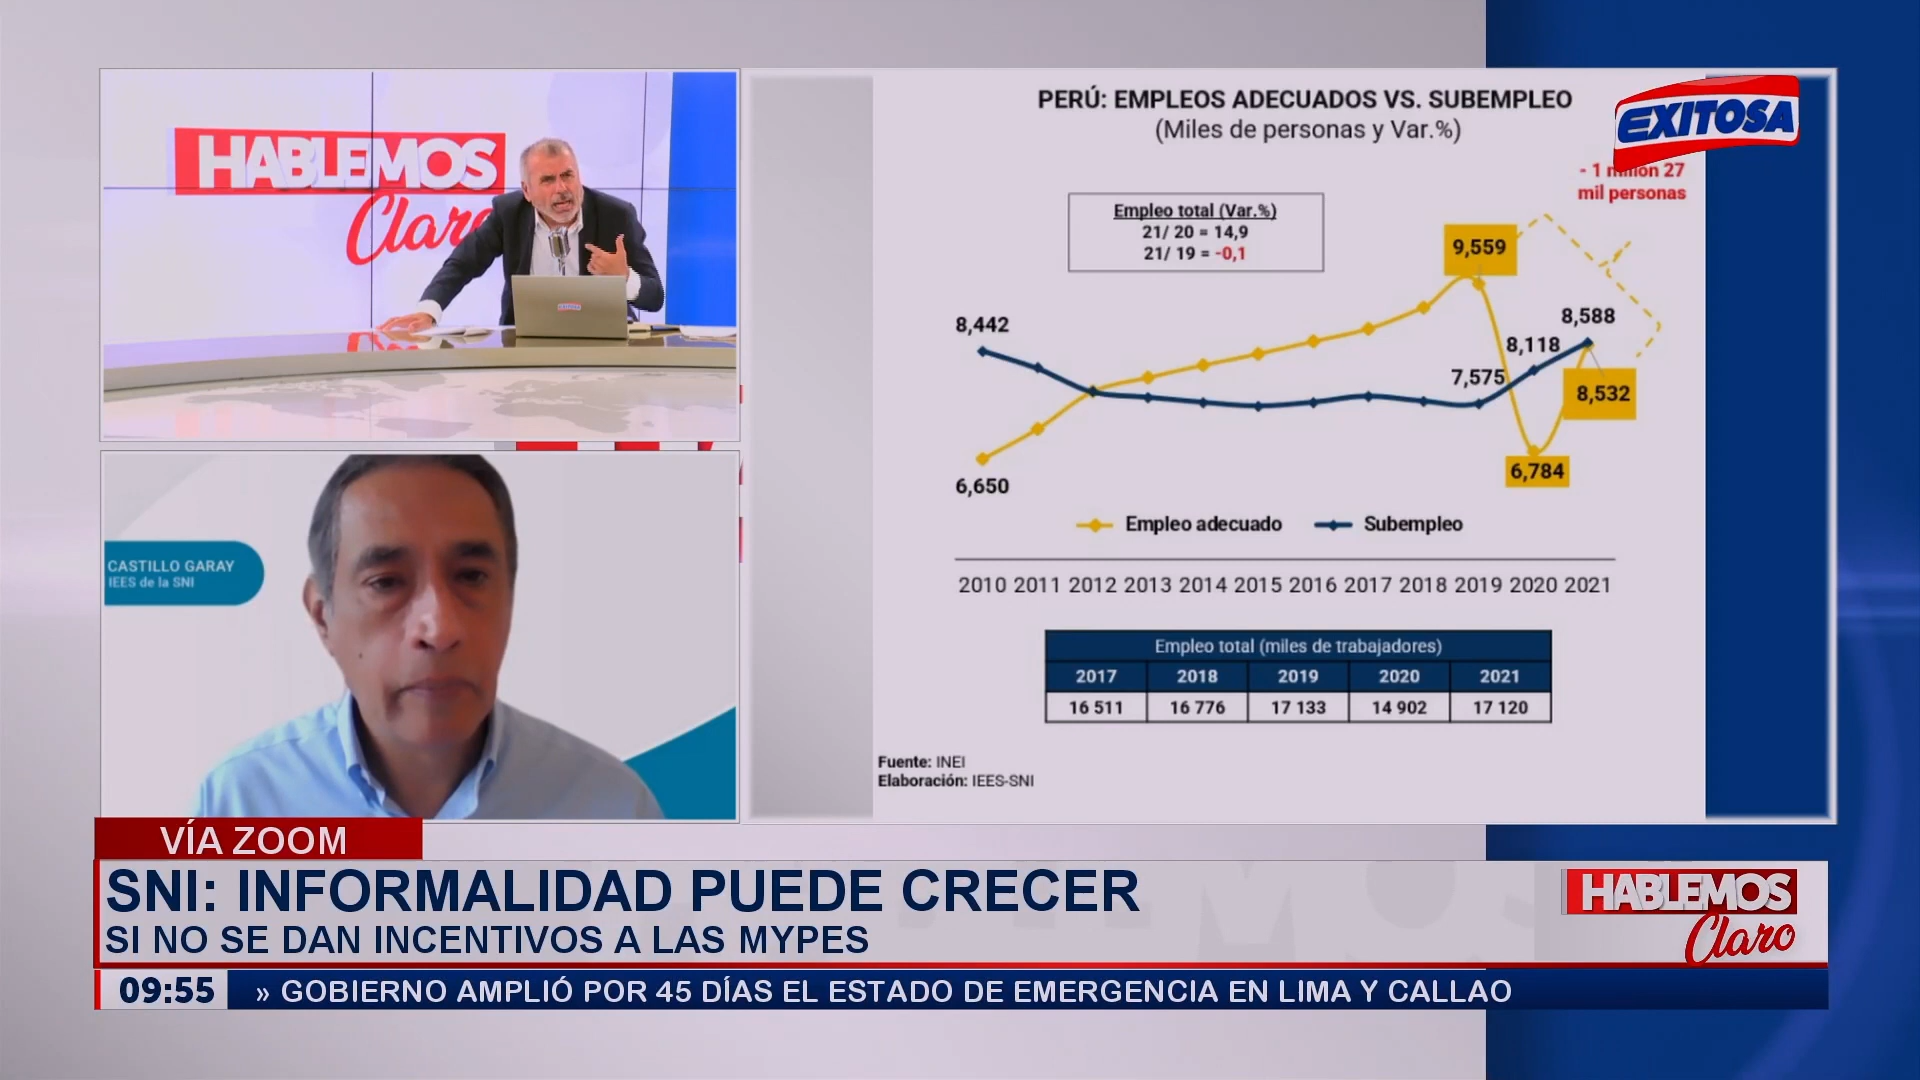 HABLEMOS
Claro
EXITOSA
CASTILLO GARAY
IEES de la SNI
PERÚ: EMPLEOS ADECUADOS VS. SUBEMPLEO
(Miles de personas y Var.%)
EXITOSA
- 1 millón 27
mil personas
Empleo total (Var.%)
21/ 20 = 14,9
21/ 19 = -0,1
9,559
8,442
8,588
8,118
7,575
8,532
6,784
6,650
Empleo adecuado Subempleo
2010 2011 2012 2013 2014 2015 2016 2017 2018 2019 2020 2021
Empleo total (miles de trabajadores)
2017 2018 2019 2020 2021
16 511 16 776 17 133 14 902 17 120
Fuente: INEI
Elaboración: IEES-SNI
VÍA ZOOM
SNI: INFORMALIDAD PUEDE CRECER
SI NO SE DAN INCENTIVOS A LAS MYPES
HABLEMOS
Claro
09:55 » GOBIERNO AMPLIÓ POR 45 DÍAS EL ESTADO DE EMERGENCIA EN LIMA Y CALLAO